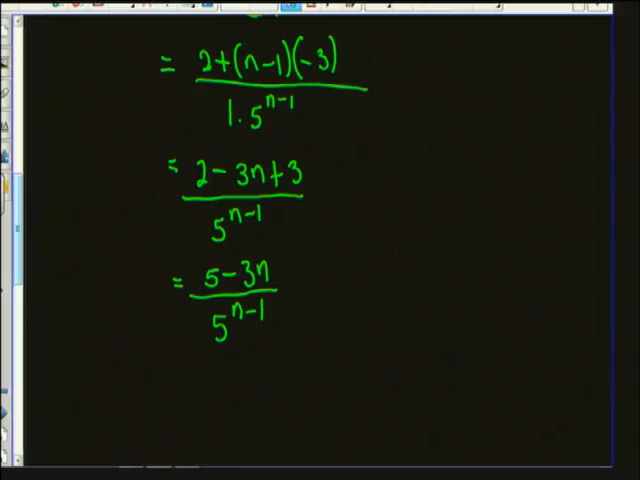 = 2+(n-1)(-3) / 1·5^(n-1)
= 2-3n+3 / 5^(n-1)
= 5-3n / 5^(n-1)